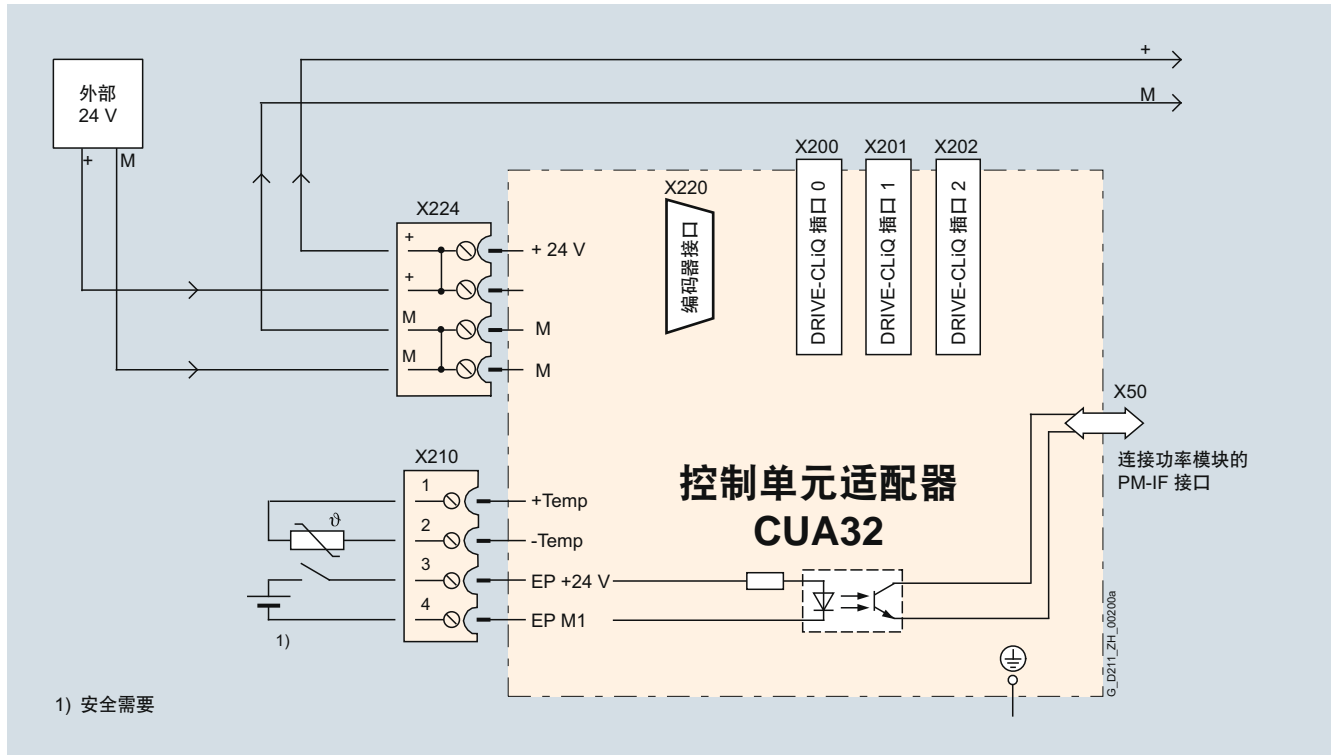 +
M
外部
24 V
+
M
X200
X201
X202
X220
X224
DRIVE-CLiQ 插口 0
DRIVE-CLiQ 插口 1
DRIVE-CLiQ 插口 2
编码器接口
+
+ 24 V
+
M
M
M
M
X50
连接功率模块的
PM-IF 接口
X210
控制单元适配器
CUA32
1
+Temp
ϑ
2
-Temp
3
EP +24 V
4
EP M1
1)
G_D211_ZH_00200a
1) 安全需要